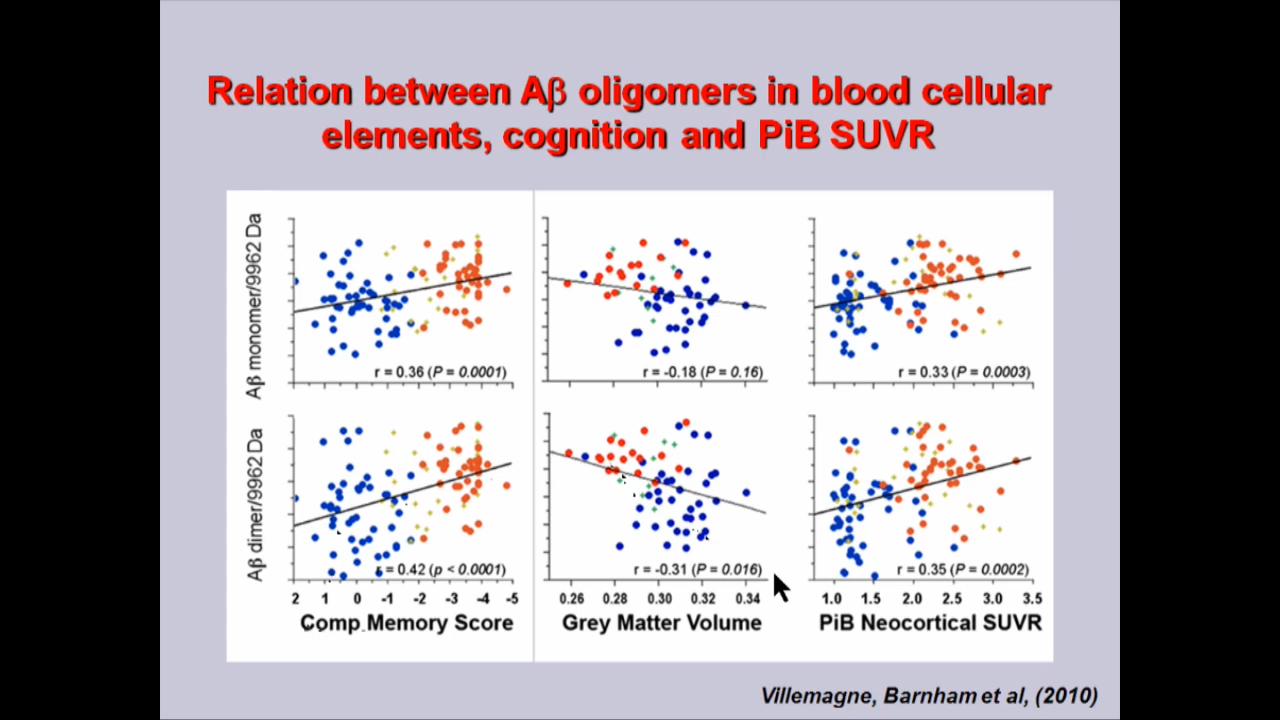 Relation between Aβ oligomers in blood cellular
elements, cognition and PiB SUVR
Aβ monomer/9962 Da
r = 0.36 (P = 0.0001)
r = -0.18 (P = 0.16)
r = 0.33 (P = 0.0003)
Aβ dimer/9962 Da
r = 0.42 (p < 0.0001)
r = -0.31 (P = 0.016)
r = 0.35 (P = 0.0002)
2 1 0 -1 -2 -3 -4 -5
0.26 0.28 0.30 0.32 0.34
1.0 1.5 2.0 2.5 3.0 3.5
Comp. Memory Score
Grey Matter Volume
PiB Neocortical SUVR
Villemagne, Barnham et al, (2010)